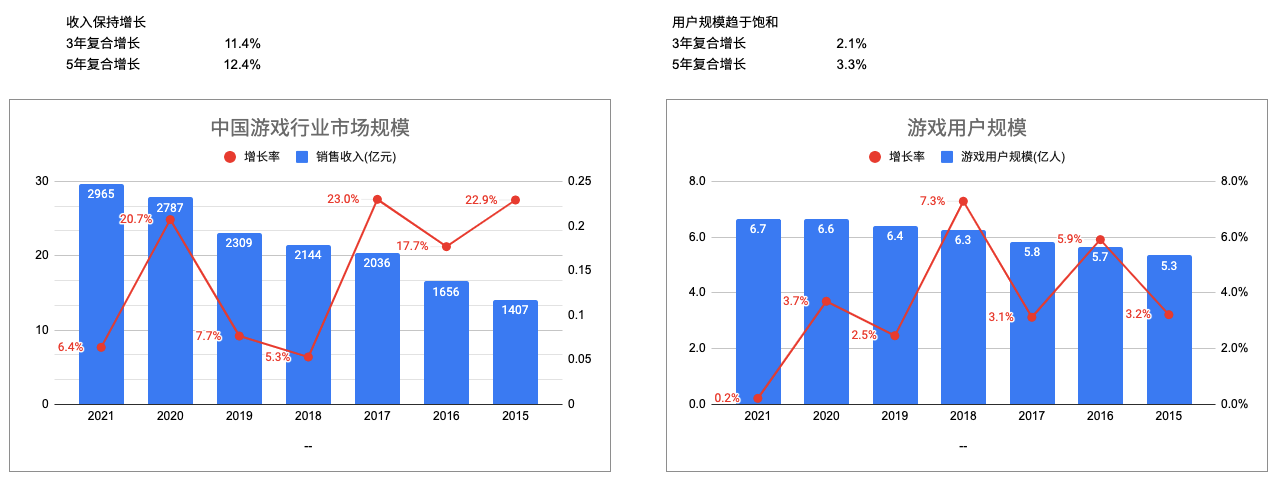 收入保持增长
3年复合增长 11.4%
5年复合增长 12.4%
用户规模趋于饱和
3年复合增长 2.1%
5年复合增长 3.3%
中国游戏行业市场规模
增长率 销售收入(亿元)
30 0.25
2965
2787
20.7%
23.0%
22.9%
0.2
2309
2144
17.7%
20 2036 0.15
1656
1407
10 0.1
6.4%
7.7%
5.3%
0.05
0 0
2021 2020 2019 2018 2017 2016 2015
--
游戏用户规模
增长率 游戏用户规模(亿人)
8.0 8.0%
7.3%
6.7 6.6 6.4 6.3
6.0 5.9% 6.0%
5.8 5.7 5.3
4.0 4.0%
3.7%
2.5%
3.1%
3.2%
2.0 2.0%
0.2%
0.0 0.0%
2021 2020 2019 2018 2017 2016 2015
--